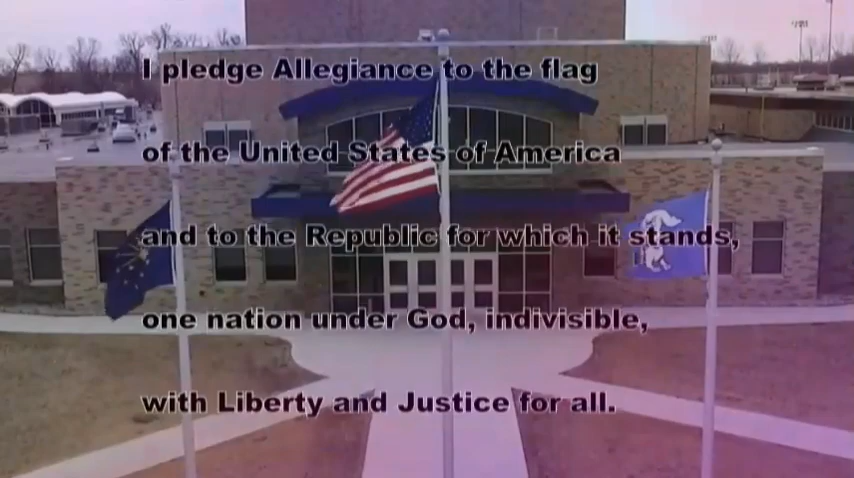 I pledge Allegiance to the flag
of the United States of America
and to the Republic for which it stands,
one nation under God, indivisible,
with Liberty and Justice for all.